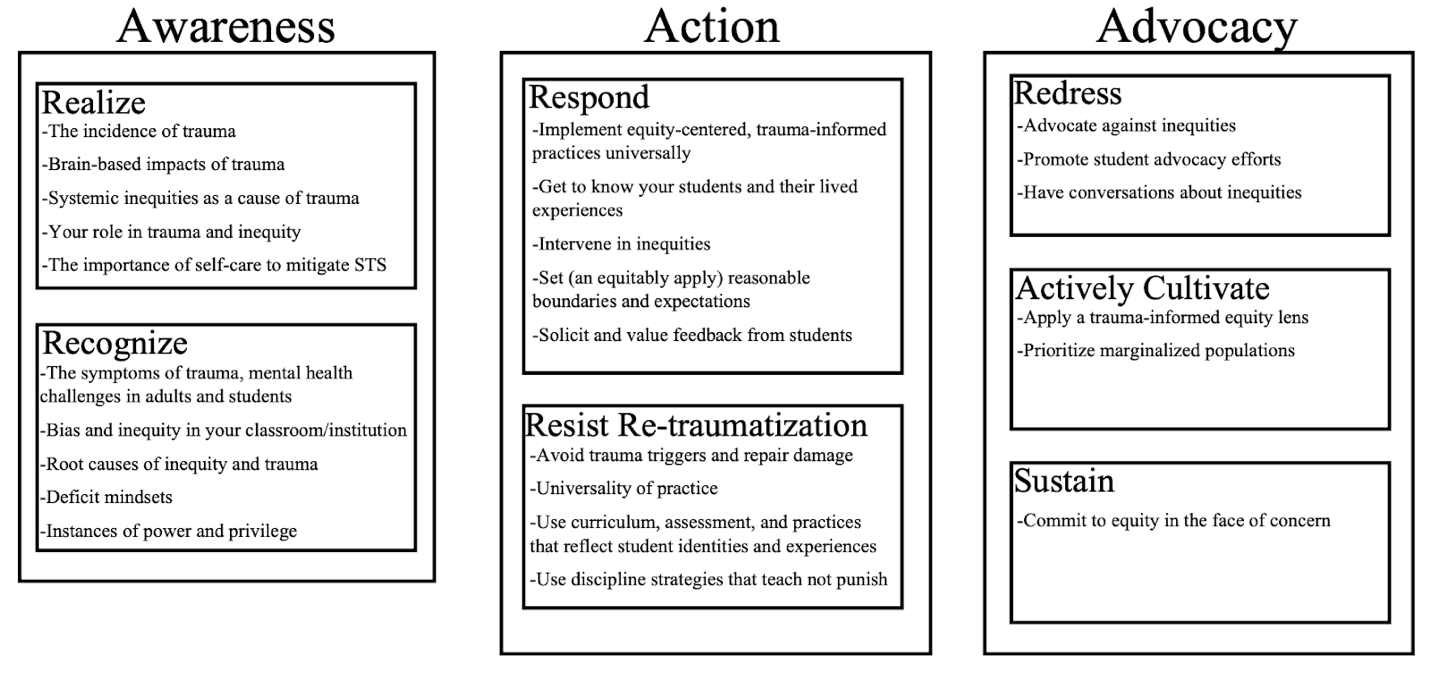 Awareness
Realize
-The incidence of trauma
-Brain-based impacts of trauma
-Systemic inequities as a cause of trauma
-Your role in trauma and inequity
-The importance of self-care to mitigate STS
Recognize
-The symptoms of trauma, mental health
challenges in adults and students
-Bias and inequity in your classroom/institution
-Root causes of inequity and trauma
-Deficit mindsets
-Instances of power and privilege
Action
Respond
-Implement equity-centered, trauma-informed
practices universally
-Get to know your students and their lived
experiences
-Intervene in inequities
-Set (an equitably apply) reasonable
boundaries and expectations
-Solicit and value feedback from students
Resist Re-traumatization
-Avoid trauma triggers and repair damage
-Universality of practice
-Use curriculum, assessment, and practices
that reflect student identities and experiences
-Use discipline strategies that teach not punish
Advocacy
Redress
-Advocate against inequities
-Promote student advocacy efforts
-Have conversations about inequities
Actively Cultivate
-Apply a trauma-informed equity lens
-Prioritize marginalized populations
Sustain
-Commit to equity in the face of concern